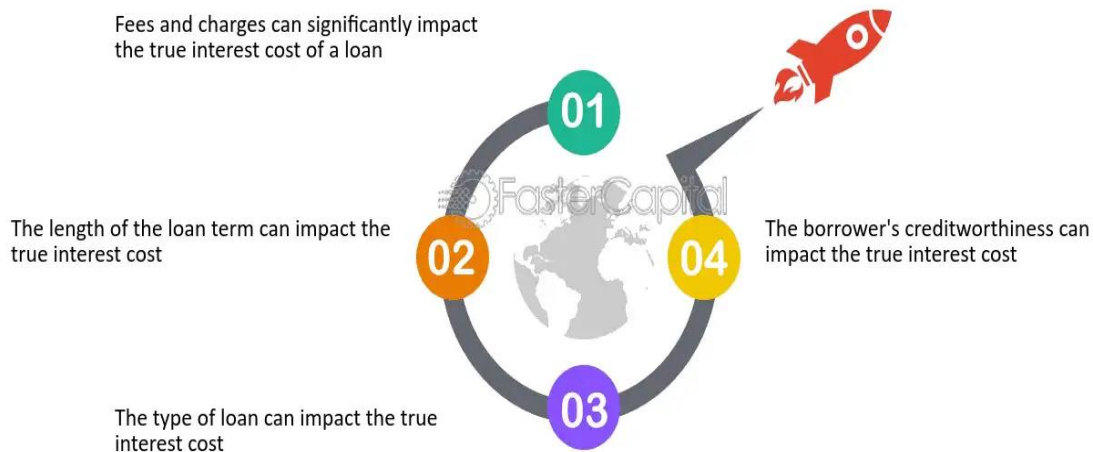 Fees and charges can significantly impact
the true interest cost of a loan
01
FasterCapital
The length of the loan term can impact the
true interest cost
02
04
The borrower's creditworthiness can
impact the true interest cost
03
The type of loan can impact the true
interest cost